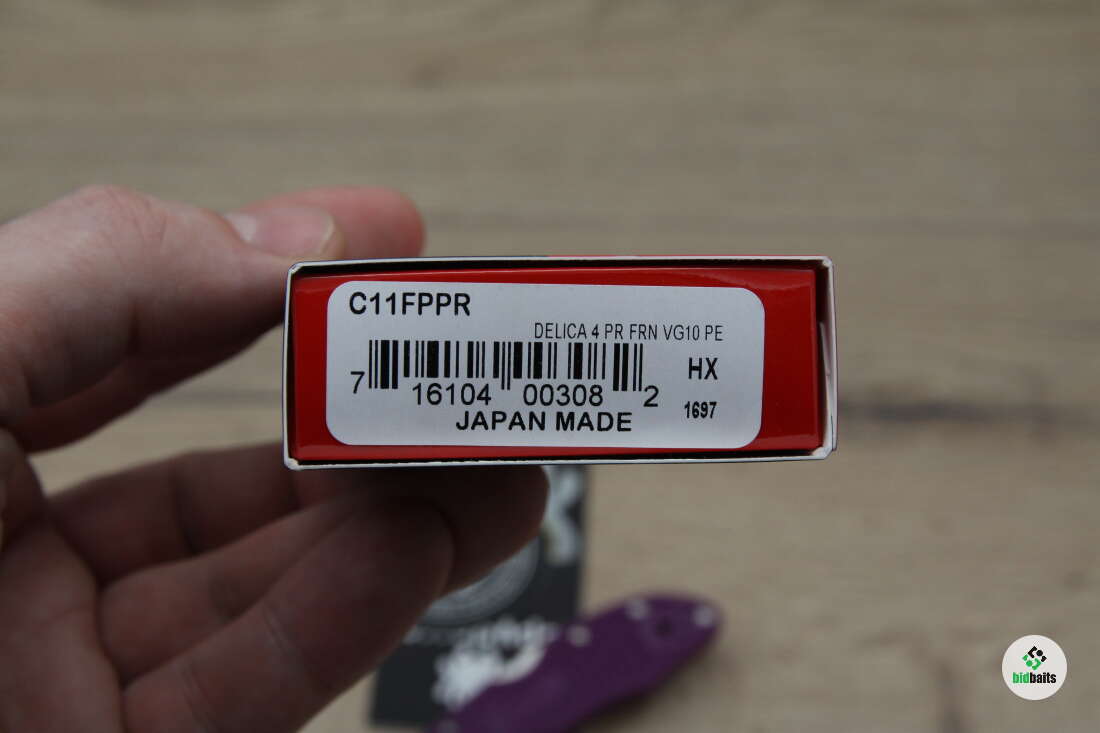 C11FPPR
DELICA 4 PR FRN VG10 PE
7 16104 00308 2
HX
JAPAN MADE
1697
bidbaits